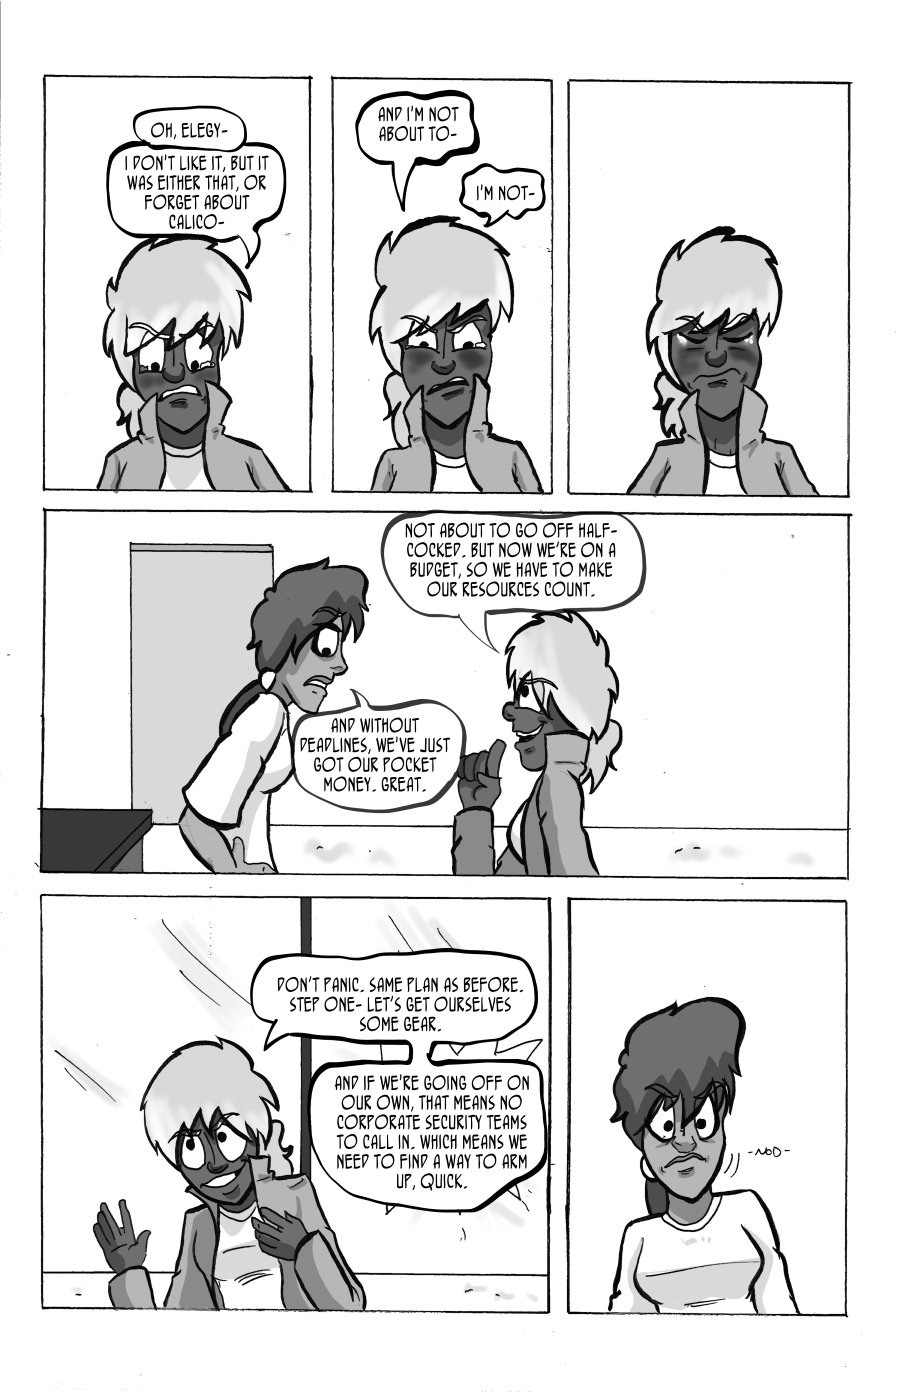 OH, ELEGY-
I DON'T LIKE IT, BUT IT
WAS EITHER THAT, OR
FORGET ABOUT
CALICO-
AND I'M NOT
ABOUT TO-
I'M NOT-
NOT ABOUT TO GO OFF HALF-
COCKED. BUT NOW WE'RE ON A
BUDGET, SO WE HAVE TO MAKE
OUR RESOURCES COUNT.
AND WITHOUT
DEADLINES, WE'VE JUST
GOT OUR POCKET
MONEY. GREAT.
DON'T PANIC. SAME PLAN AS BEFORE.
STEP ONE- LET'S GET OURSELVES
SOME GEAR.
AND IF WE'RE GOING OFF ON
OUR OWN, THAT MEANS NO
CORPORATE SECURITY TEAMS
TO CALL IN. WHICH MEANS WE
NEED TO FIND A WAY TO ARM
UP, QUICK.
-NOD-